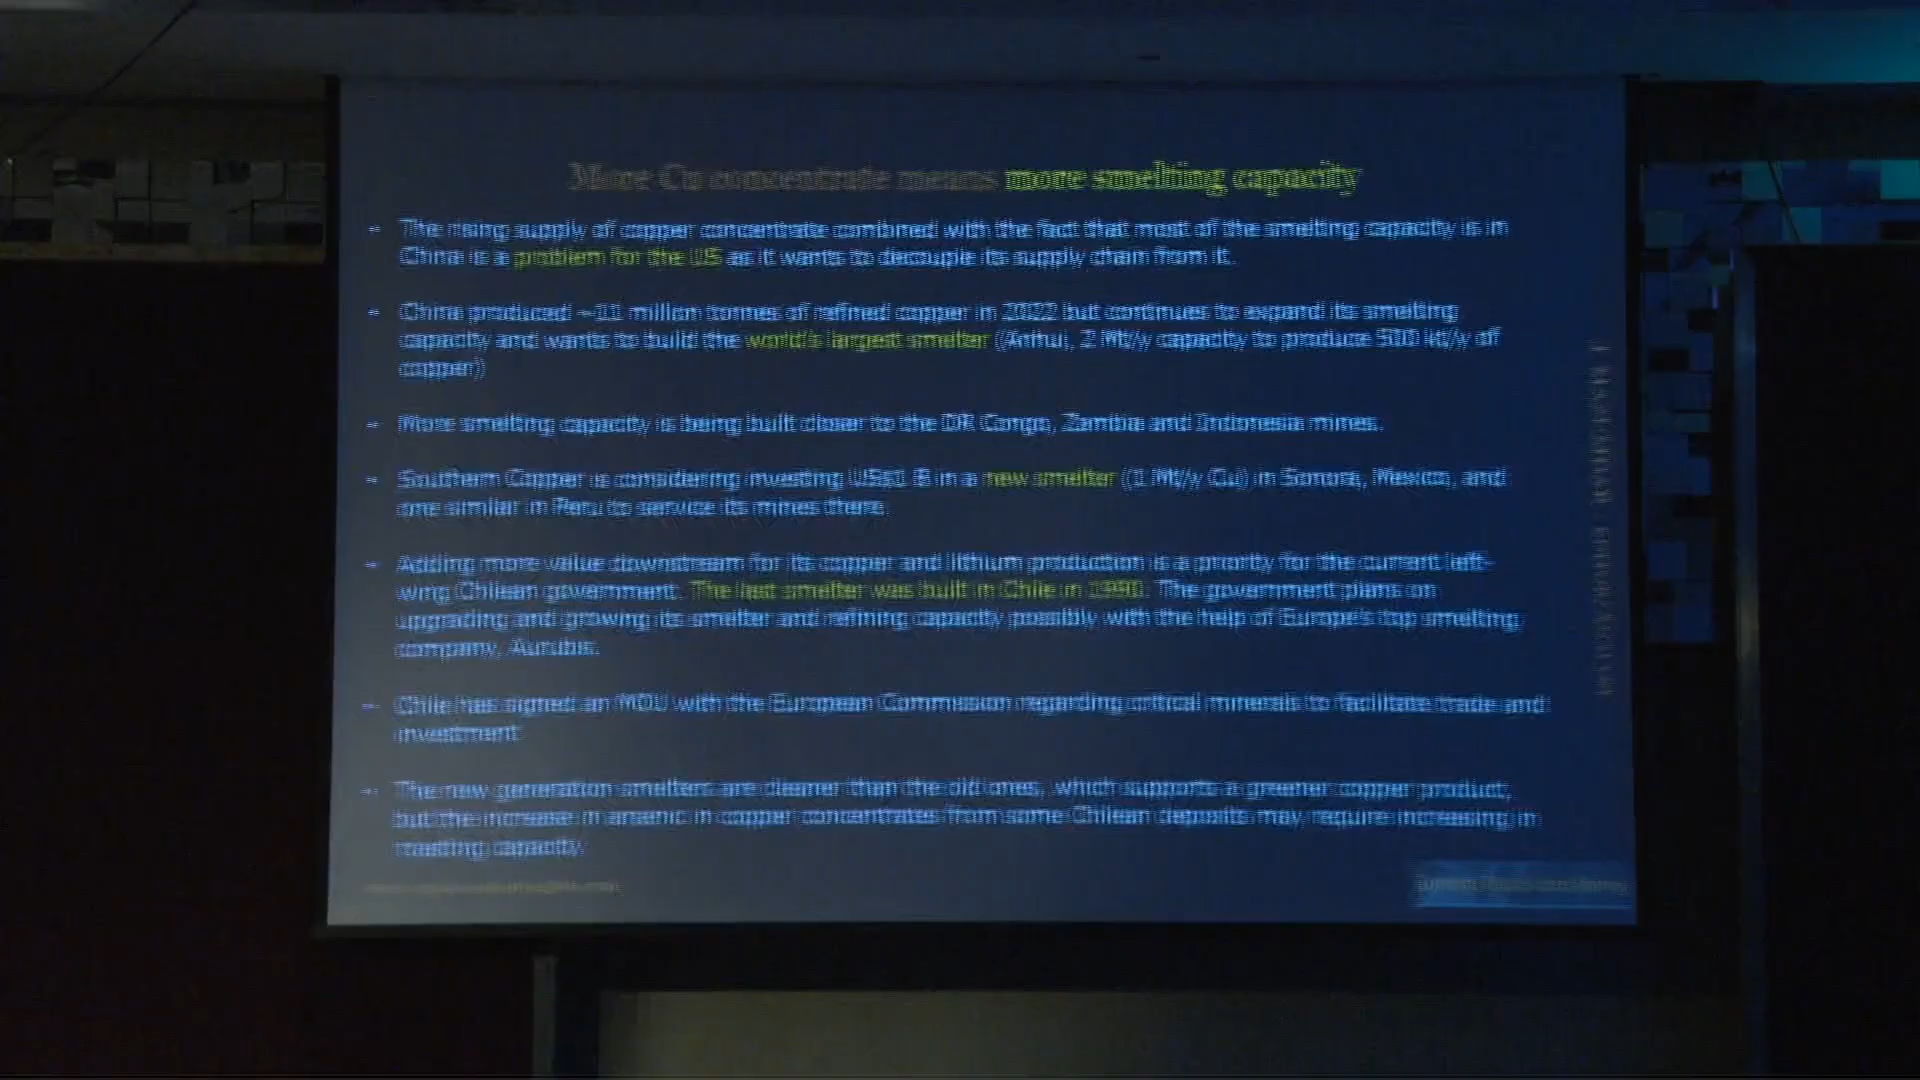 More Cu concentrate means more smelting capacity
- The rising supply of copper concentrate combined with the fact that most of the smelting capacity is in
China is a problem for the US as it wants to decouple its supply chain from it.
- China produced ~11 million tonnes of refined copper in 2022 but continues to expand its smelting
capacity and wants to build the world's largest smelter (Anhui, 2 Mt/y capacity to produce 500 kt/y of
copper)
- More smelting capacity is being built closer to the DR Congo, Zambia and Indonesia mines.
- Southern Copper is considering investing US$1 B in a new smelter (1 Mt/y Cu) in Sonora, Mexico, and
one similar in Peru to service its mines there.
- Adding more value downstream for its copper and lithium production is a priority for the current left-
wing Chilean government. The last smelter was built in Chile in 1990. The government plans on
upgrading and growing its smelter and refining capacity possibly with the help of Europe's top smelting
company, Aurubis.
- Chile has signed an MOU with the European Commission regarding critical minerals to facilitate trade and
investment
- The new generation smelters are cleaner than the old ones, which supports a greener copper product,
but the increase in arsenic in copper concentrates from some Chilean deposits may require increasing in
roasting capacity.